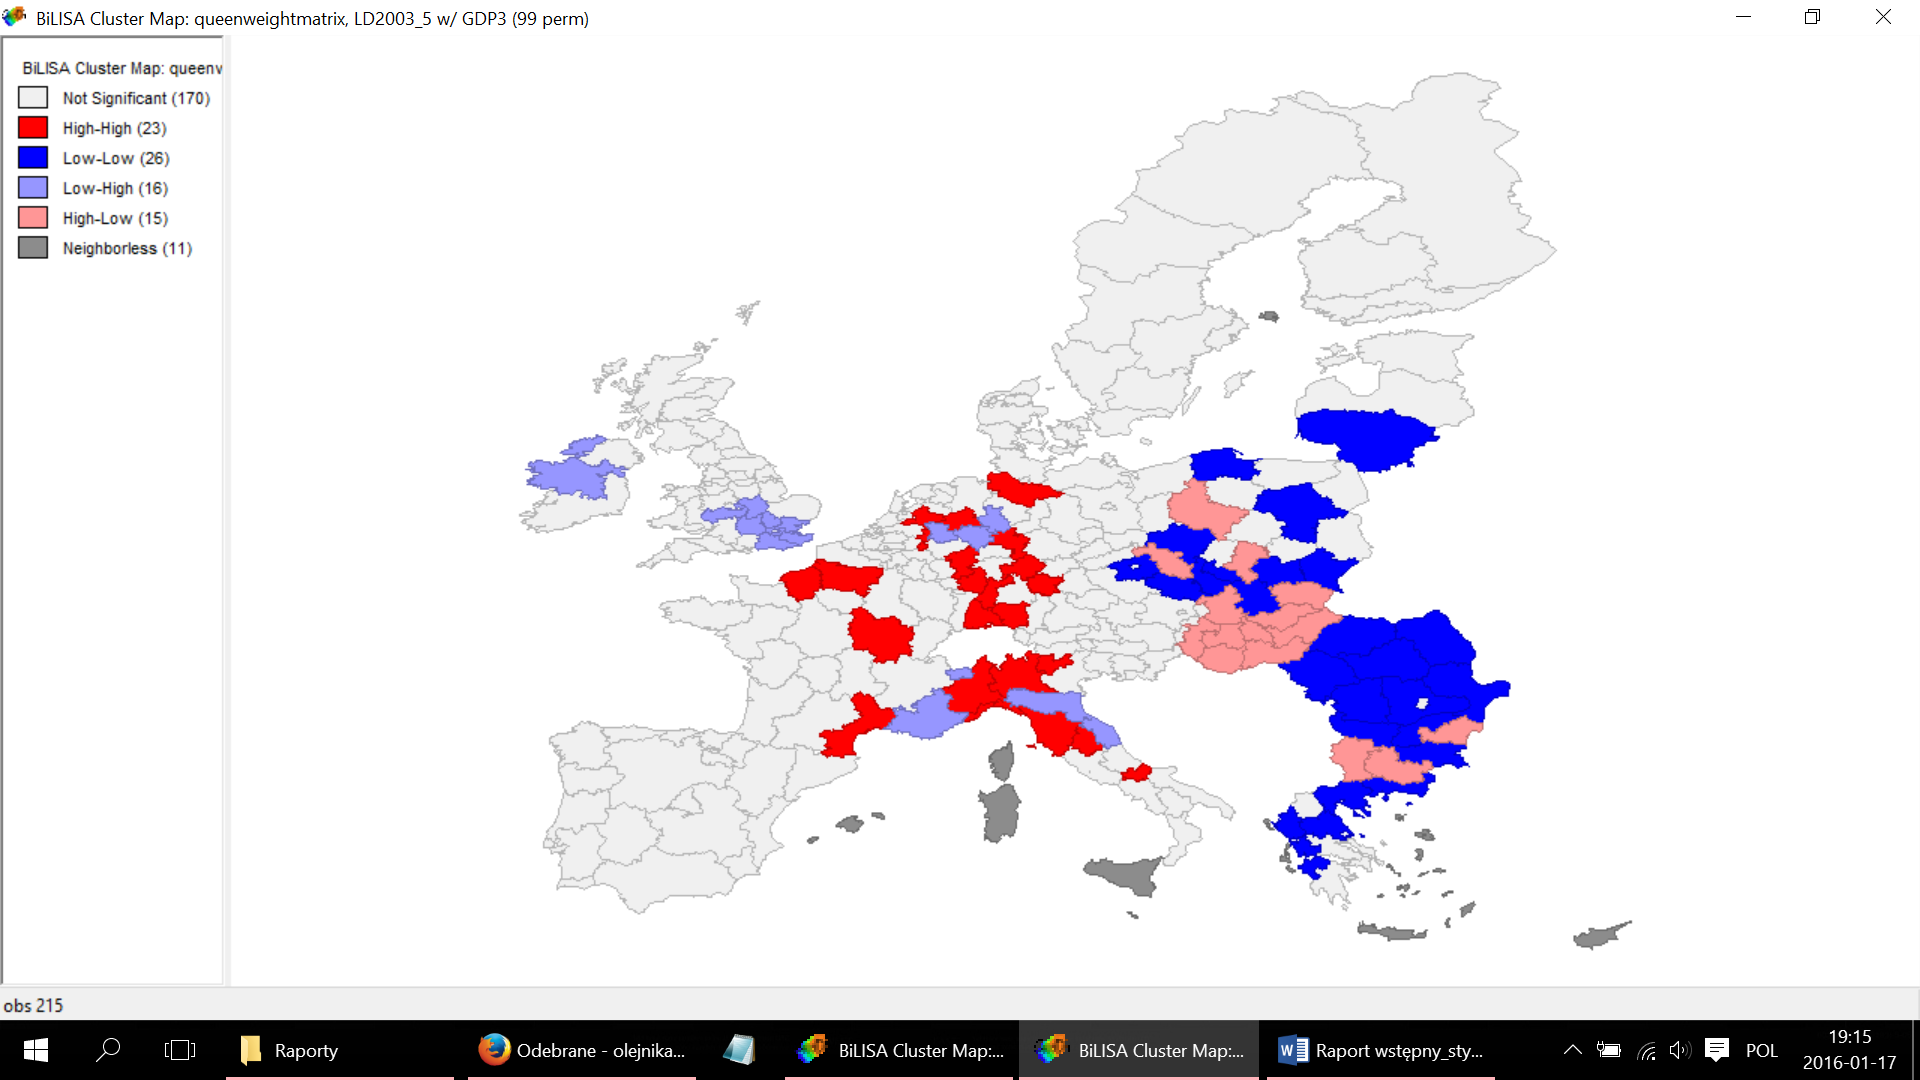 BiLISA Cluster Map: queenweightmatrix, LD2003_5 w/ GDP3 (99 perm)
BiLISA Cluster Map: queenw
Not Significant (170)
High-High (23)
Low-Low (26)
Low-High (16)
High-Low (15)
Neighborless (11)
obs 215
Raporty
Odebrane - olejnika...
BiLISA Cluster Map:...
BiLISA Cluster Map:...
Raport wstępny_sty...
POL
19:15
2016-01-17